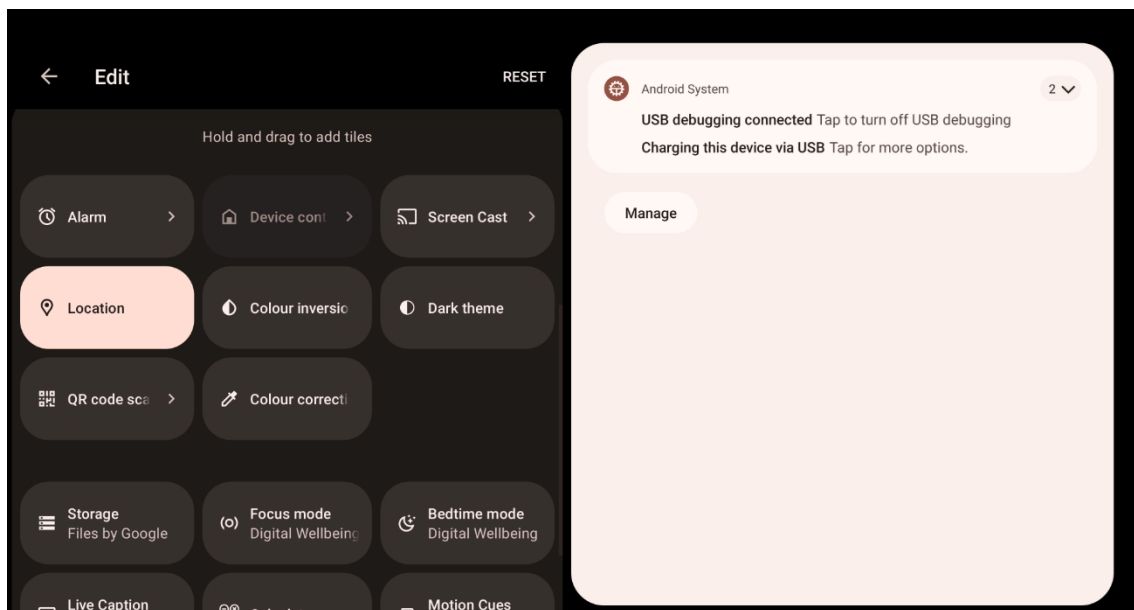 Edit
RESET
Hold and drag to add tiles
Alarm
Device cont
Screen Cast
Location
Colour inversio
Dark theme
QR code sca
Colour correcti
Storage
Files by Google
Focus mode
Digital Wellbeing
Bedtime mode
Digital Wellbeing
Live Caption
Motion Cues
Android System
2
USB debugging connected Tap to turn off USB debugging
Charging this device via USB Tap for more options.
Manage